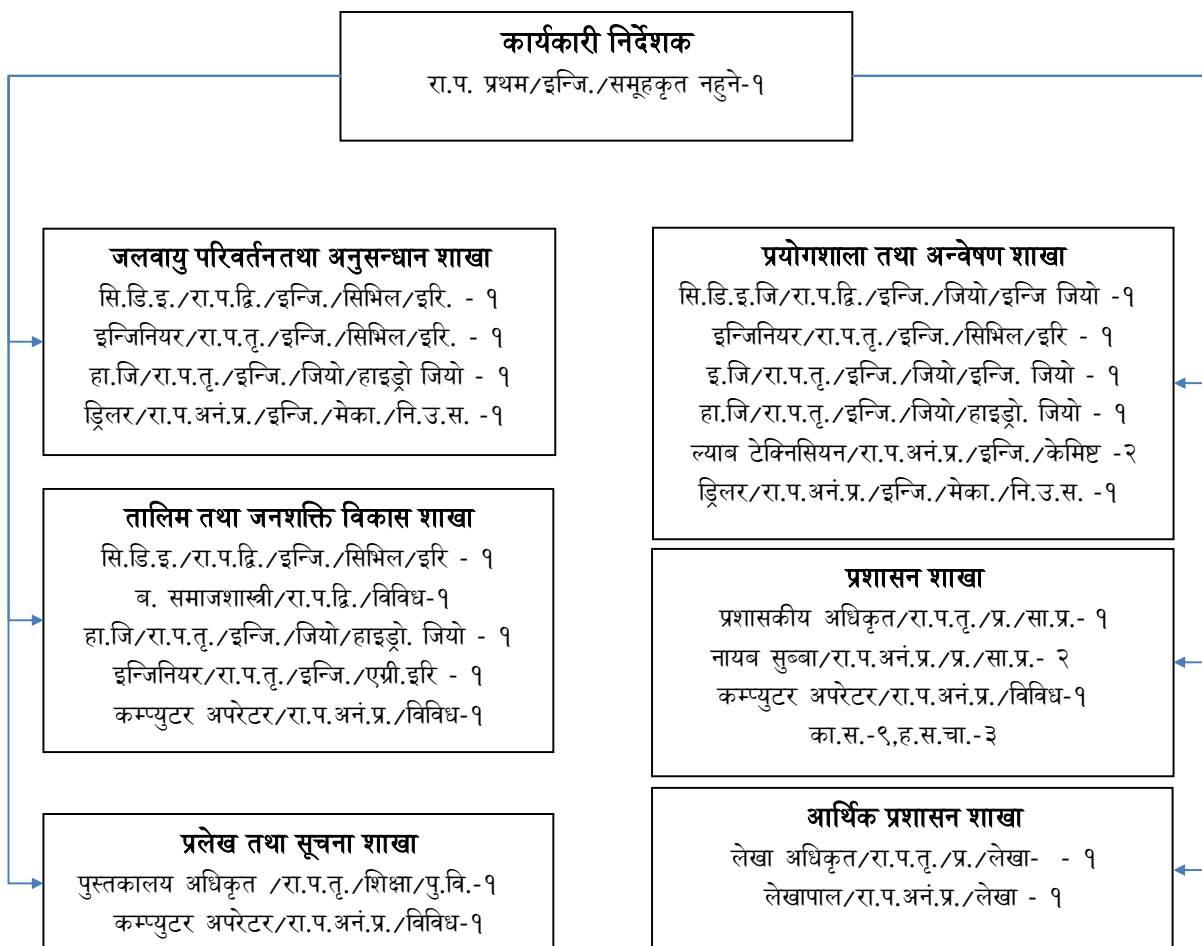 कार्यकारी निर्देशक
रा.प. प्रथम/इन्जि./समूहकृत नहुने-१
जलवायु परिवर्तनतथा अनुसन्धान शाखा
सि.डि.इ./रा.प.द्वि./इन्जि./सिभिल/इरि. - १
इन्जिनियर/रा.प.तृ./इन्जि./सिभिल/इरि. - १
हा.जि/रा.प.तृ./इन्जि./जियो/हाइड्रो जियो - १
ड्रिलर/रा.प.अनं.प्र./इन्जि./मेका./नि.उ.स. -१
तालिम तथा जनशक्ति विकास शाखा
सि.डि.इ./रा.प.द्वि./इन्जि./सिभिल/इरि - १
ब. समाजशास्त्री/रा.प.द्वि./विविध-१
हा.जि/रा.प.तृ./इन्जि./जियो/हाइड्रो. जियो - १
इन्जिनियर/रा.प.तृ./इन्जि./एग्री.इरि - १
कम्प्युटर अपरेटर/रा.प.अनं.प्र./विविध-१
प्रलेख तथा सूचना शाखा
पुस्तकालय अधिकृत /रा.प.तृ./शिक्षा/पु.वि.-१
कम्प्युटर अपरेटर/रा.प.अनं.प्र./विविध-१
प्रयोगशाला तथा अन्वेषण शाखा
सि.डि.इ.जि/रा.प.द्वि./इन्जि./जियो/इन्जि जियो -१
इन्जिनियर/रा.प.तृ./इन्जि./सिभिल/इरि - १
इ.जि/रा.प.तृ./इन्जि./जियो/इन्जि. जियो - १
हा.जि/रा.प.तृ./इन्जि./जियो/हाइड्रो. जियो - १
ल्याब टेक्निसियन/रा.प.अनं.प्र./इन्जि./केमिष्ट -२
ड्रिलर/रा.प.अनं.प्र./इन्जि./मेका./नि.उ.स. -१
प्रशासन शाखा
प्रशासकीय अधिकृत/रा.प.तृ./प्र./सा.प्र.- १
नायब सुब्बा/रा.प.अनं.प्र./प्र./सा.प्र.- २
कम्प्युटर अपरेटर/रा.प.अनं.प्र./विविध-१
का.स.-९,ह.स.चा.-३
आर्थिक प्रशासन शाखा
लेखा अधिकृत/रा.प.तृ./प्र./लेखा- - १
लेखापाल/रा.प.अनं.प्र./लेखा - १